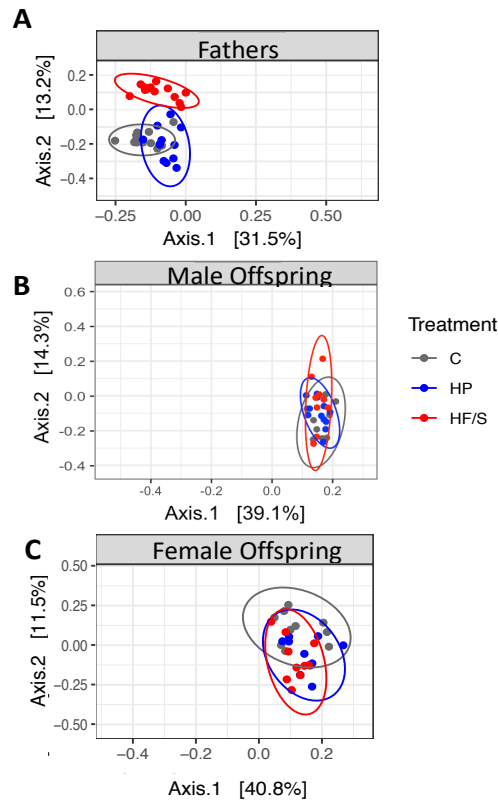 A
Fathers
Axis.2 [13.2%]
0.2
0.0
−0.2
−0.4
−0.25
0.00
0.25
0.50
Axis.1 [31.5%]
B
Male Offspring
Axis.2 [14.3%]
0.6
0.4
0.2
0.0
−0.2
−0.4
−0.4
−0.2
0.0
0.2
Axis.1 [39.1%]
Treatment
C
HP
HF/S
C
Female Offspring
Axis.2 [11.5%]
0.50
0.25
0.00
−0.25
−0.50
−0.4
−0.2
0.0
0.2
Axis.1 [40.8%]